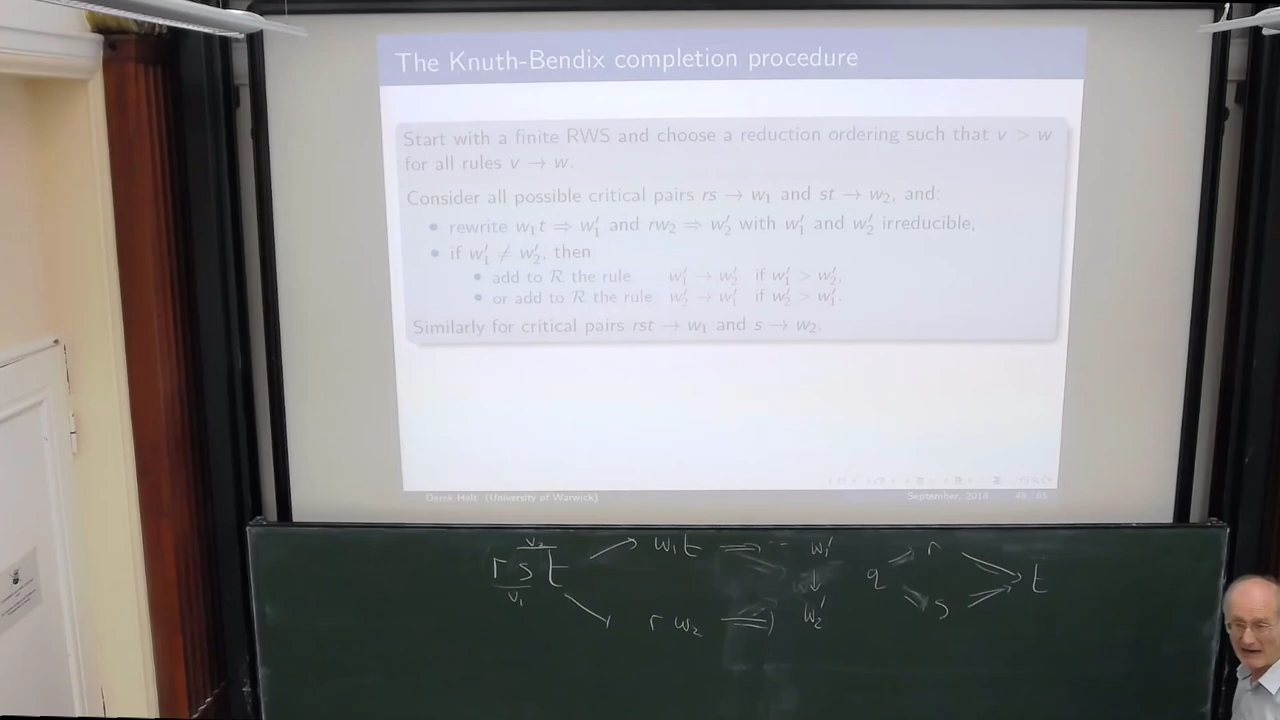 The Knuth-Bendix completion procedure
Start with a finite RWS and choose a reduction ordering such that v > w
for all rules v → w.
Consider all possible critical pairs rs → w₁ and st → w₂, and:
• rewrite w₁t ⇒ w₁′ and rw₂ ⇒ w₂′ with w₁′ and w₂′ irreducible,
• if w₁′ ≠ w₂′, then
• add to R the rule w₁′ → w₂′ if w₁′ > w₂′,
• or add to R the rule w₂′ → w₁′ if w₂′ > w₁′.
Similarly for critical pairs rst → w₁ and s → w₂.
Derek Holt (University of Warwick) September, 2018
v₂ w₁t ⇒ w₁′ r
r s t ↓ q t
v₁ r w₂ ⇒ w₂′ s